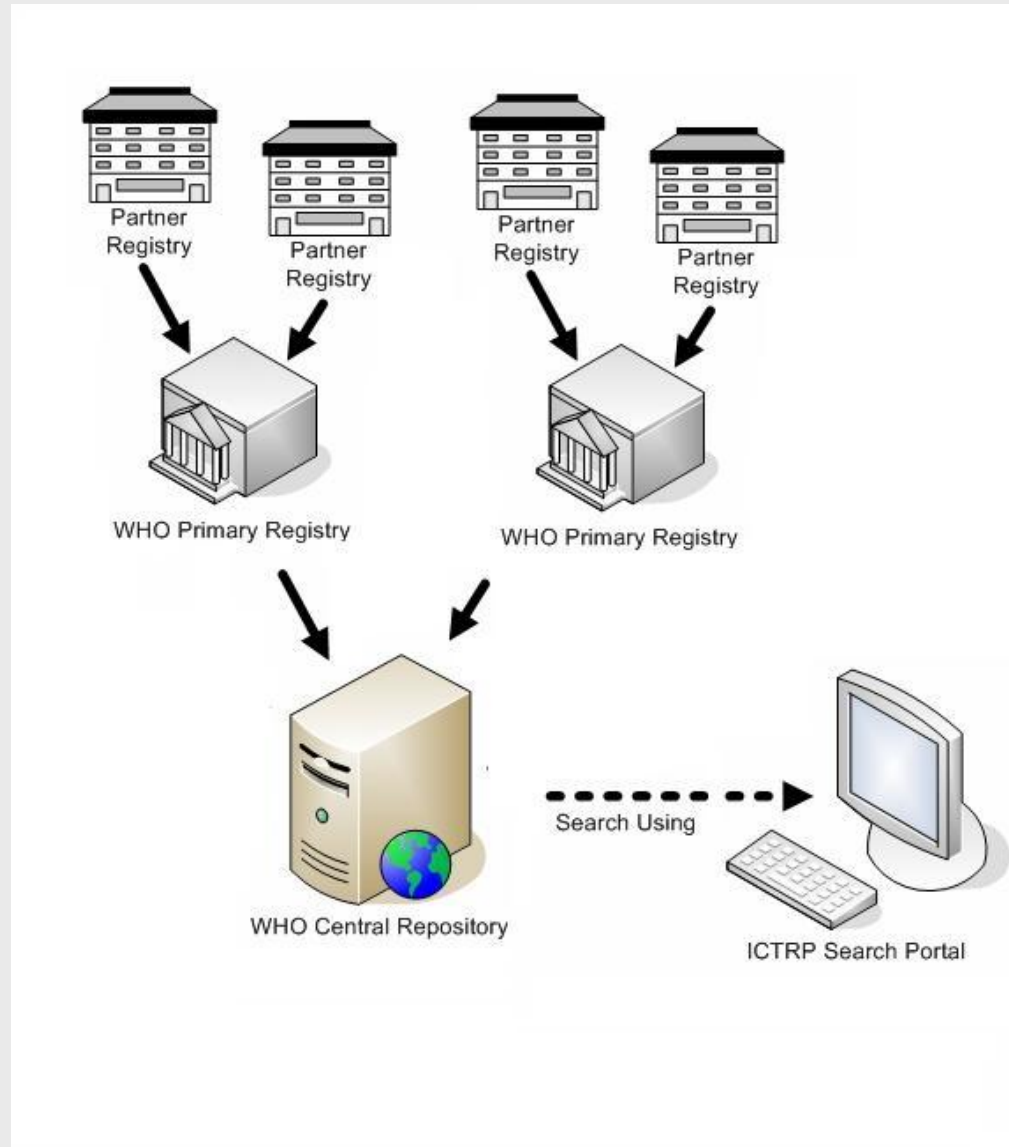 Partner
Registry
Partner
Registry
Partner
Registry
Partner
Registry
WHO Primary Registry
WHO Primary Registry
Search Using
WHO Central Repository
ICTRP Search Portal